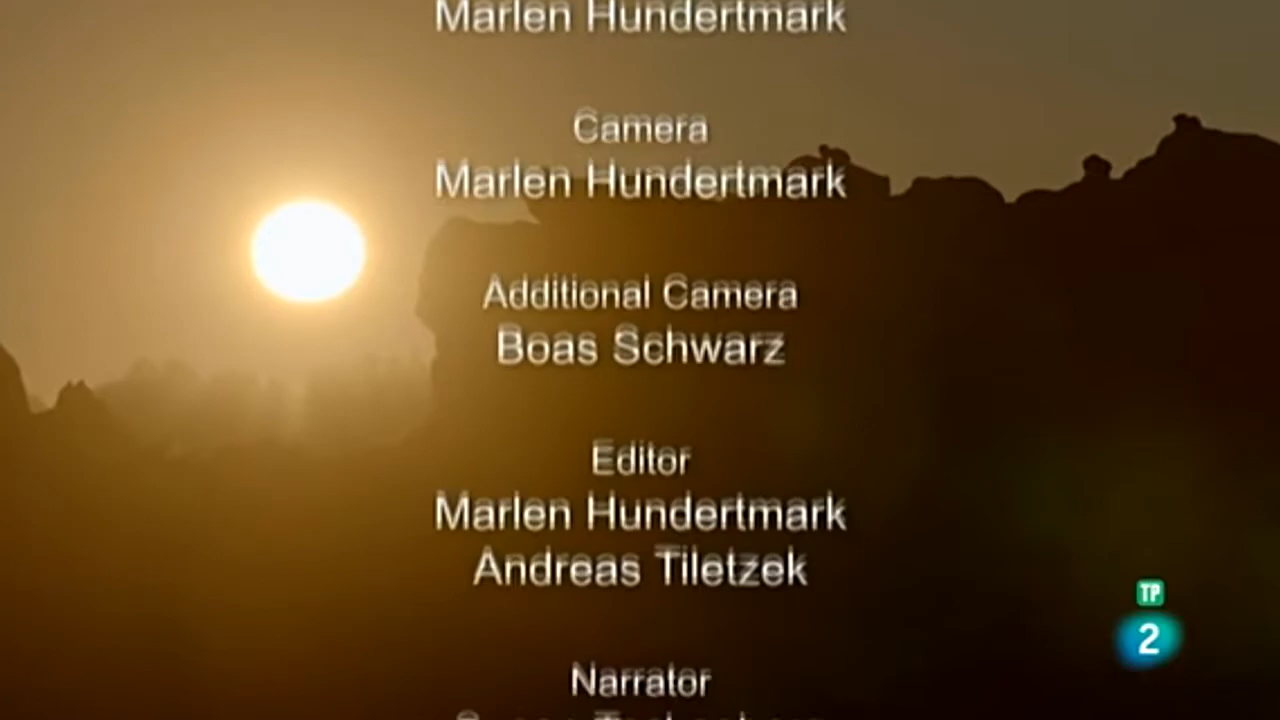 Marlen Hundertmark
Camera
Marlen Hundertmark
Additional Camera
Boas Schwarz
Editor
Marlen Hundertmark
Andreas Tiletzek
TP
2
Narrator